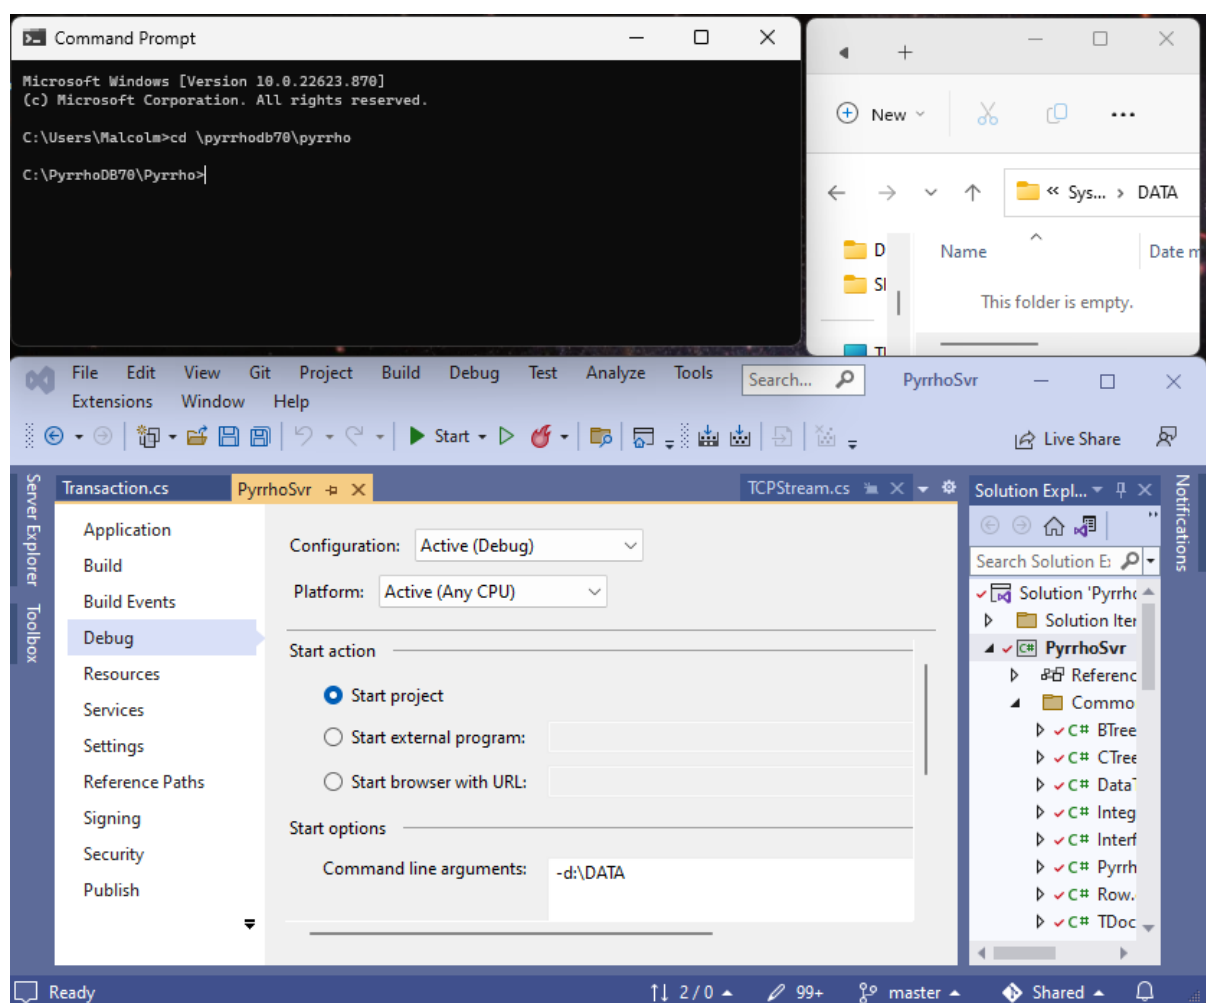 Command Prompt
Microsoft Windows [Version 10.0.22623.870]
(c) Microsoft Corporation. All rights reserved.
C:\Users\Malcolm>cd \pyrrhodb70\pyrrho
C:\PyrrhoDB70\Pyrrho>
New
Sys... > DATA
D
Name
Date m
SI
This folder is empty.
File Edit View Git Project Build Debug Test Analyze Tools
Search...
PyrrhoSvr
Extensions Window Help
Start
Live Share
Server Explorer
Toolbox
Transaction.cs
PyrrhoSvr
TCPStream.cs
Application
Build
Build Events
Debug
Resources
Services
Settings
Reference Paths
Signing
Security
Publish
Configuration: Active (Debug)
Platform: Active (Any CPU)
Start action
Start project
Start external program:
Start browser with URL:
Start options
Command line arguments: -d:\DATA
Solution Expl...
Search Solution E
Solution 'Pyrrho
Solution Iter
C# PyrrhoSvr
Referenc
Commo
C# BTree
C# CTree
C# Data
C# Integ
C# Interf
C# Pyrrh
C# Row.
C# TDoc
Notifications
Ready
2 / 0
99+
master
Shared